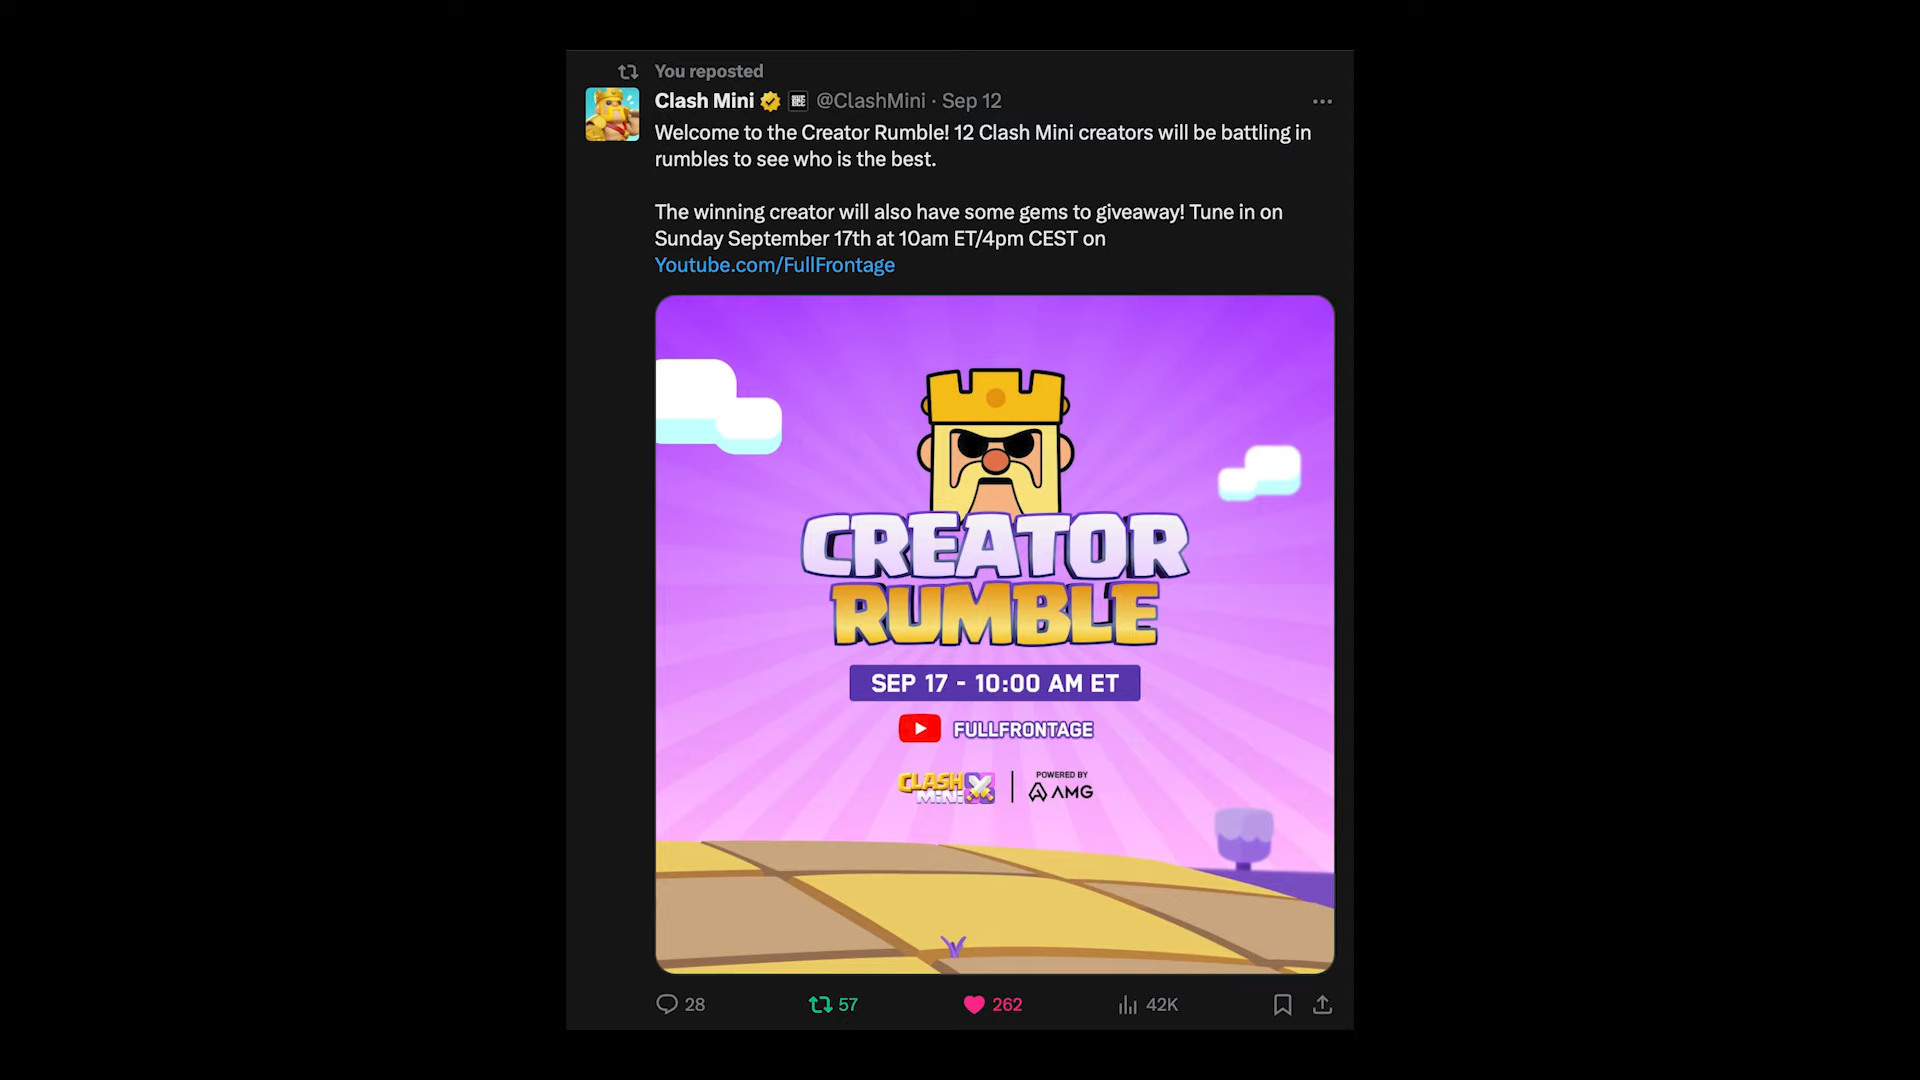 You reposted
Clash Mini @ClashMini · Sep 12
Welcome to the Creator Rumble! 12 Clash Mini creators will be battling in
rumbles to see who is the best.
The winning creator will also have some gems to giveaway! Tune in on
Sunday September 17th at 10am ET/4pm CEST on
Youtube.com/FullFrontage
CREATOR
RUMBLE
SEP 17 - 10:00 AM ET
FULLFRONTAGE
CLASH
MINI
POWERED BY
AMG
28 57 262 42K